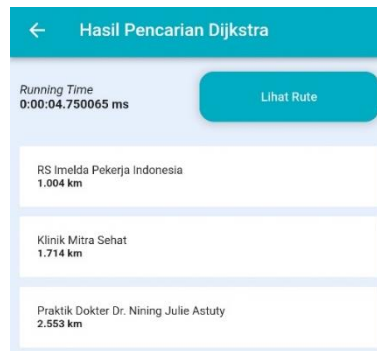 Hasil Pencarian Dijkstra
Running Time
0:00:04.750065 ms
Lihat Rute
RS Imelda Pekerja Indonesia
1.004 km
Klinik Mitra Sehat
1.714 km
Praktik Dokter Dr. Nining Julie Astuty
2.553 km